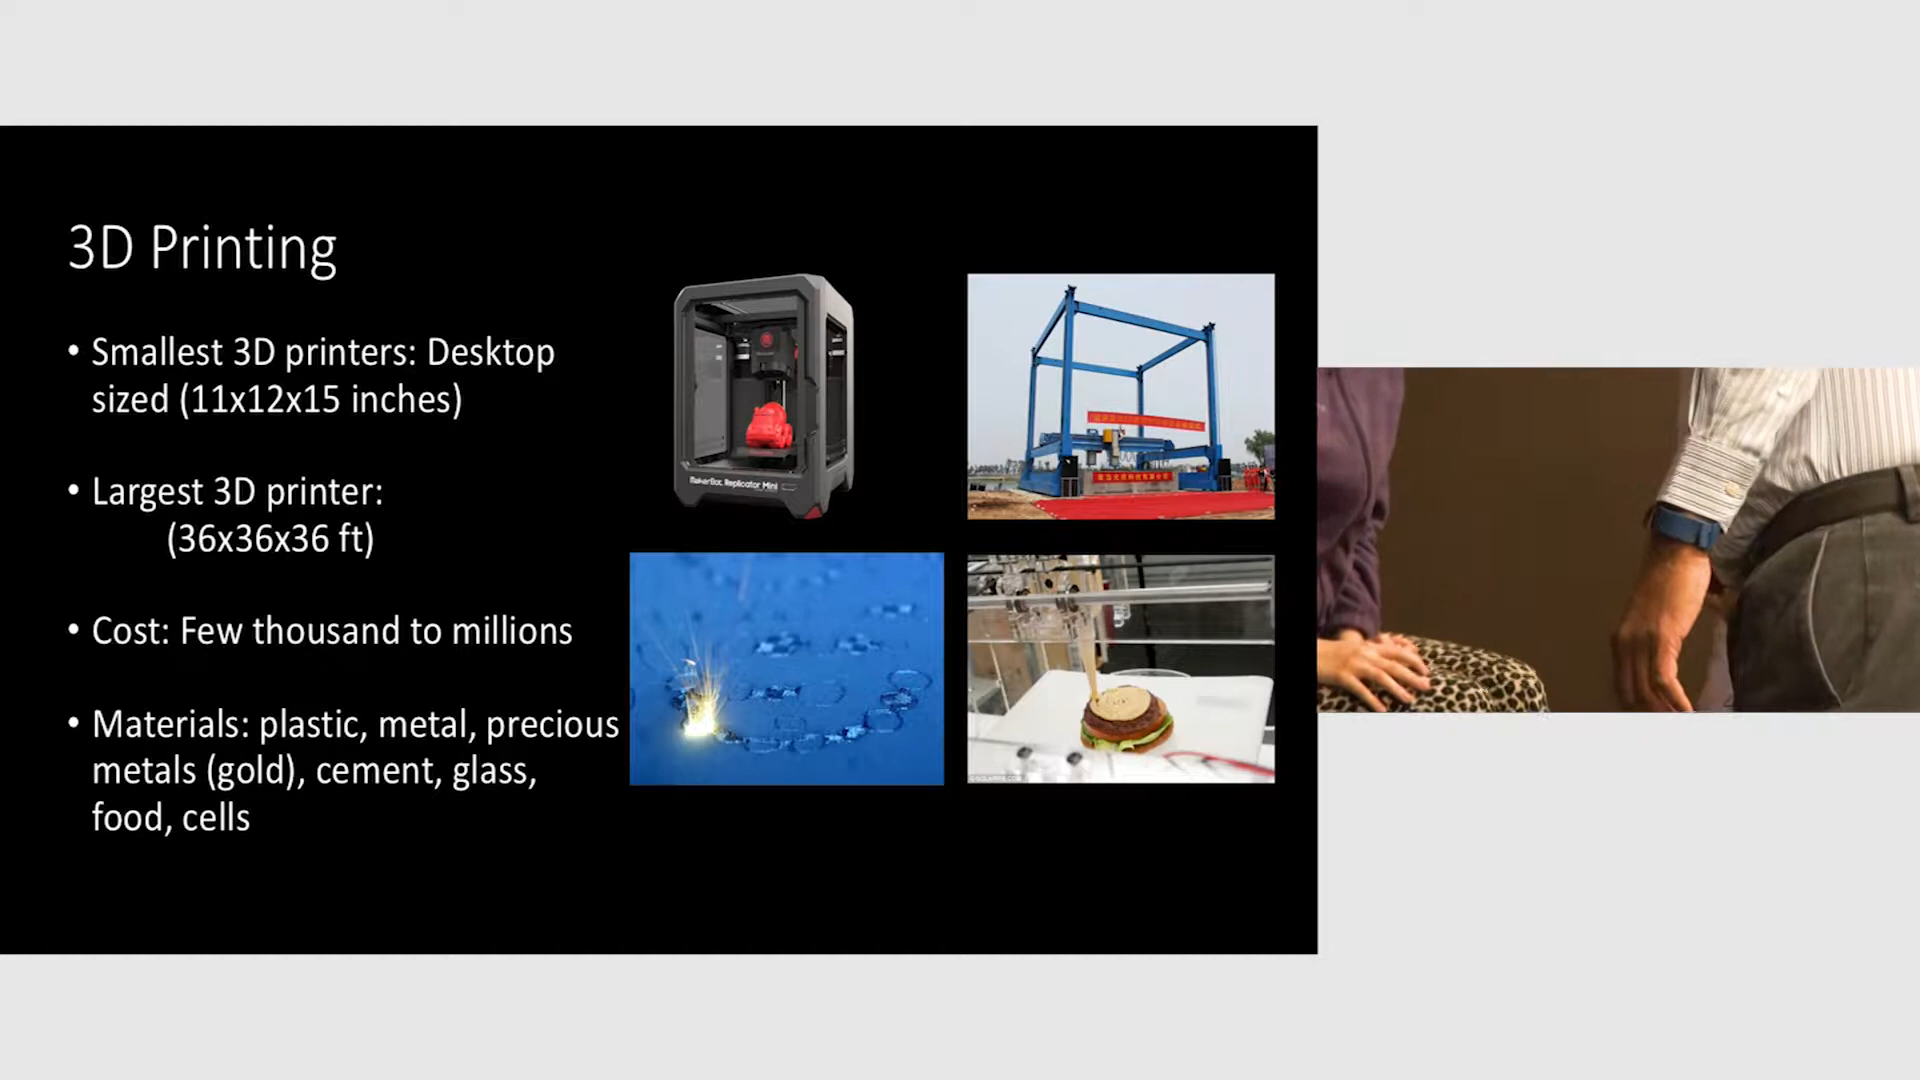 3D Printing
• Smallest 3D printers: Desktop
sized (11x12x15 inches)
• Largest 3D printer:
(36x36x36 ft)
• Cost: Few thousand to millions
• Materials: plastic, metal, precious
metals (gold), cement, glass,
food, cells
MakerBot Replicator Mini